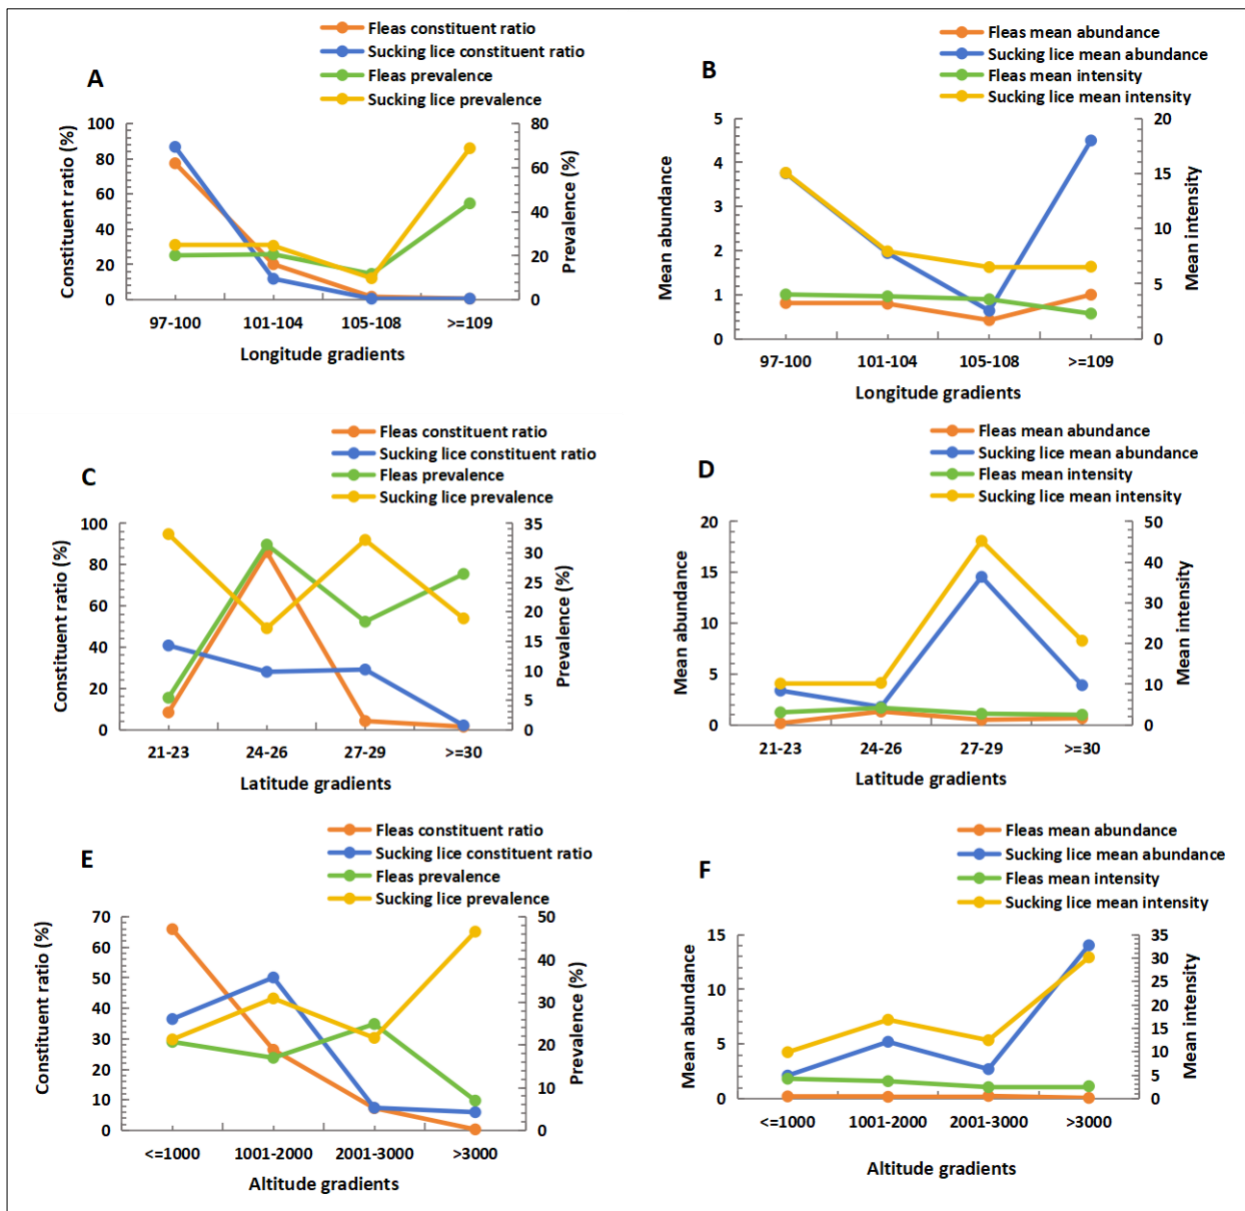 A
Fleas constituent ratio
Sucking lice constituent ratio
Fleas prevalence
Sucking lice prevalence
Constituent ratio (%)
100
80
60
40
20
0
80
60
40
20
0
Prevalence (%)
97-100 101-104 105-108 >=109
Longitude gradients
B
Fleas mean abundance
Sucking lice mean abundance
Fleas mean intensity
Sucking lice mean intensity
Mean abundance
5
4
3
2
1
0
20
15
10
5
0
Mean intensity
97-100 101-104 105-108 >=109
Longitude gradients
C
Fleas constituent ratio
Sucking lice constituent ratio
Fleas prevalence
Sucking lice prevalence
Constituent ratio (%)
100
80
60
40
20
0
35
30
25
20
15
10
5
0
Prevalence (%)
21-23 24-26 27-29 >=30
Latitude gradients
D
Fleas mean abundance
Sucking lice mean abundance
Fleas mean intensity
Sucking lice mean intensity
Mean abundance
20
15
10
5
0
50
40
30
20
10
0
Mean intensity
21-23 24-26 27-29 >=30
Latitude gradients
E
Fleas constituent ratio
Sucking lice constituent ratio
Fleas prevalence
Sucking lice prevalence
Constituent ratio (%)
70
60
50
40
30
20
10
0
50
40
30
20
10
0
Prevalence (%)
<=1000 1001-2000 2001-3000 >3000
Altitude gradients
F
Fleas mean abundance
Sucking lice mean abundance
Fleas mean intensity
Sucking lice mean intensity
Mean abundance
15
10
5
0
35
30
25
20
15
10
5
0
Mean intensity
<=1000 1001-2000 2001-3000 >3000
Altitude gradients